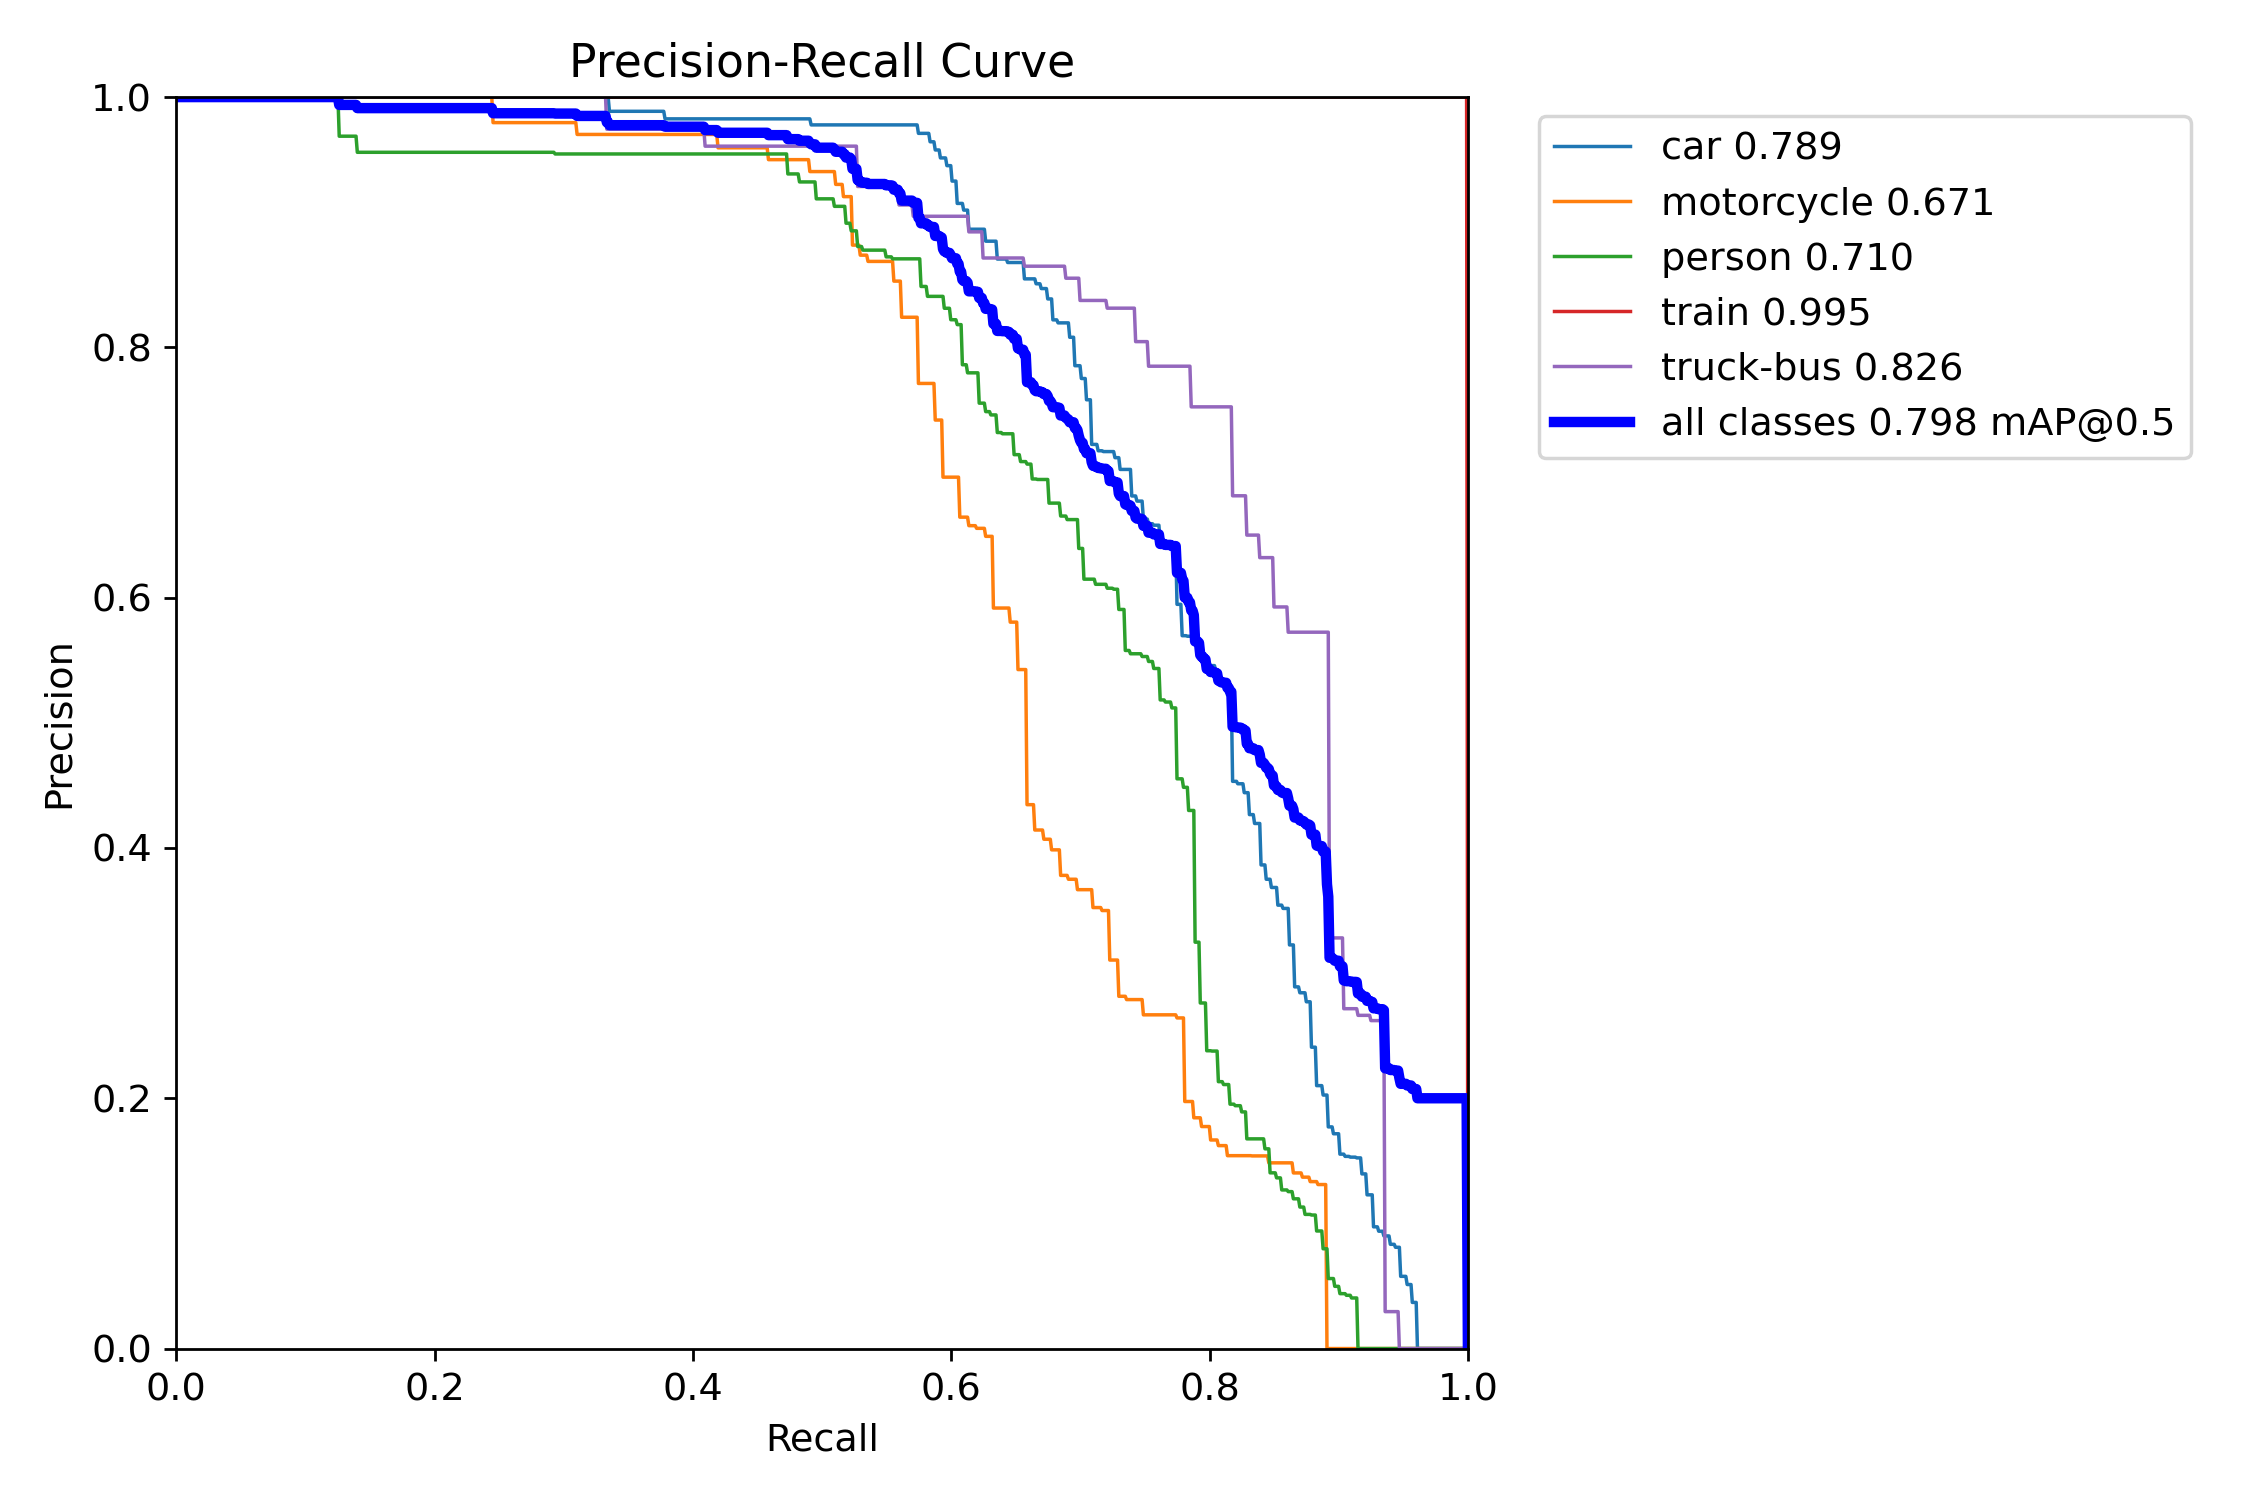 Precision-Recall Curve
1.0
0.8
0.6
0.4
0.2
0.0
Precision
0.0 0.2 0.4 0.6 0.8 1.0
Recall
car 0.789
motorcycle 0.671
person 0.710
train 0.995
truck-bus 0.826
all classes 0.798 mAP@0.5